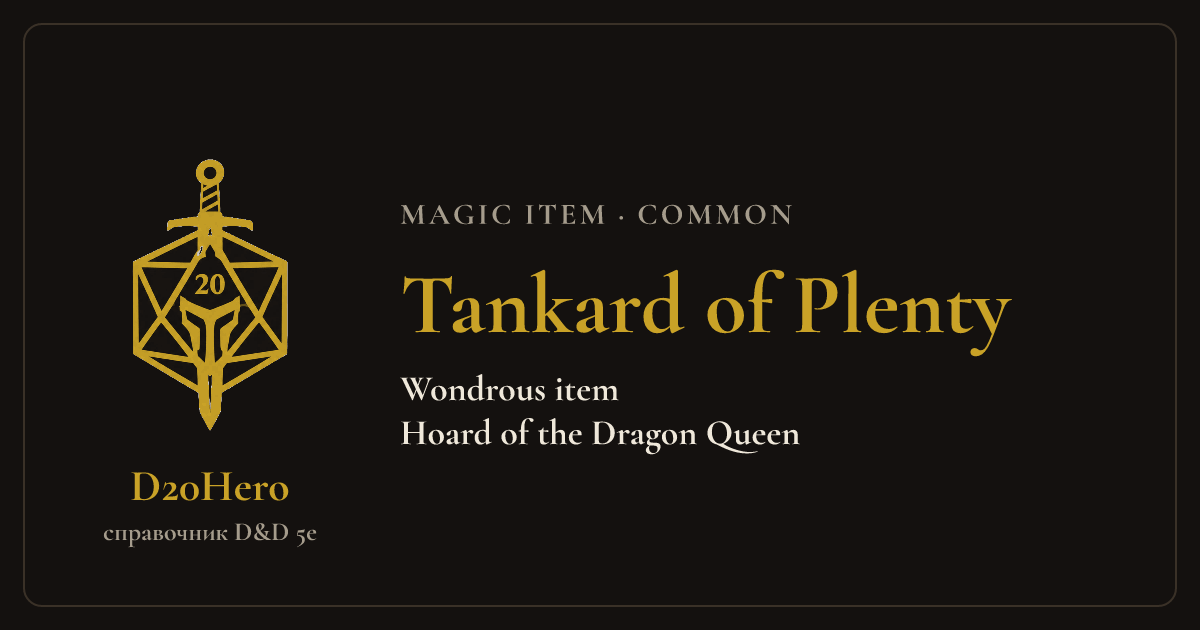 20
D20Hero
справочник D&D 5e
MAGIC ITEM · COMMON
Tankard of Plenty
Wondrous item
Hoard of the Dragon Queen